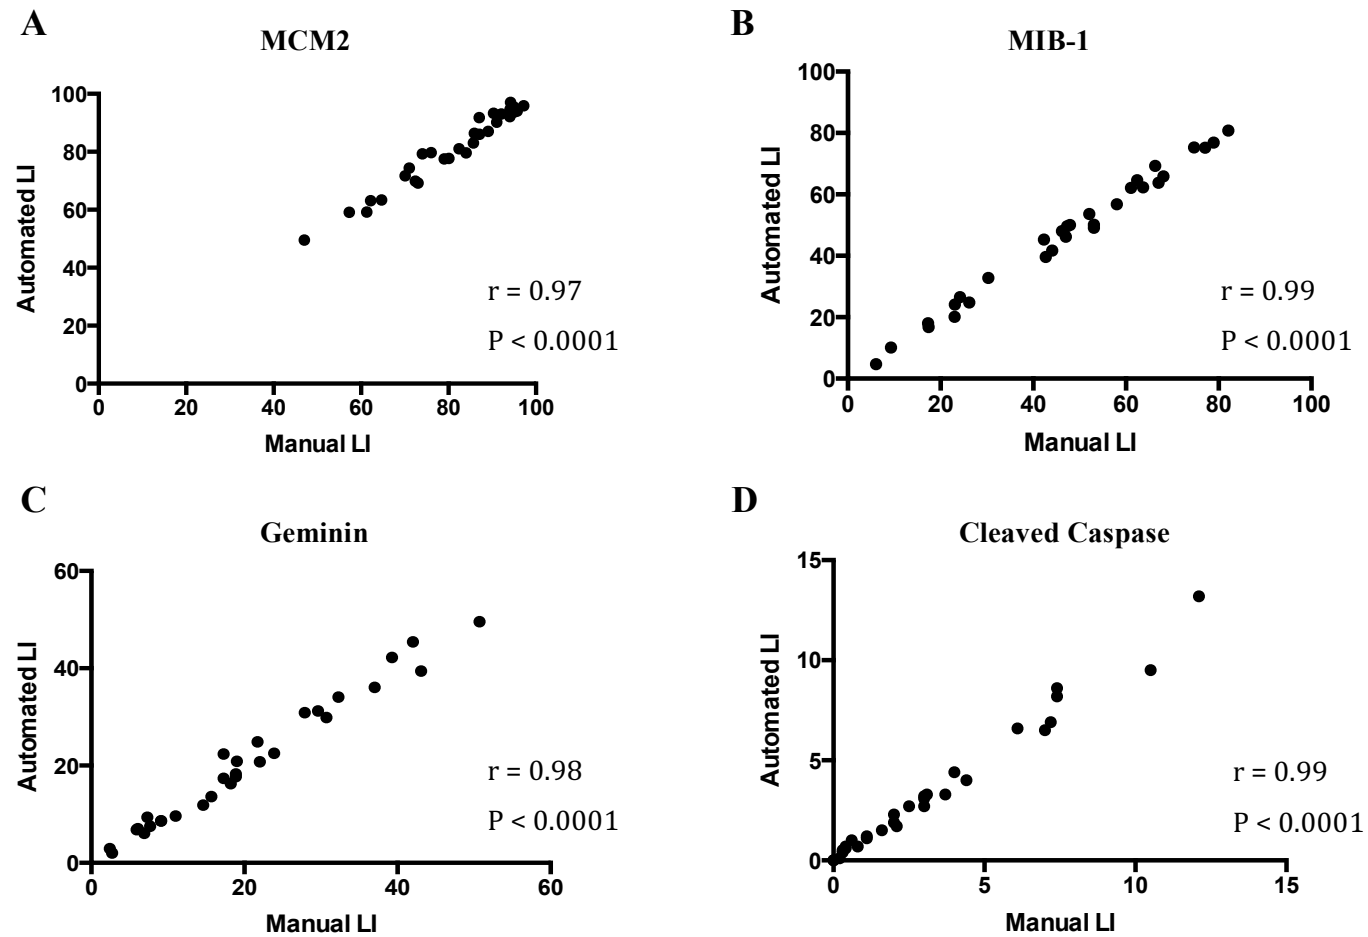 A
MCM2
100
80
60
40
20
0
Automated LI
r = 0.97
P < 0.0001
0 20 40 60 80 100
Manual LI
B
MIB-1
100
80
60
40
20
0
Automated LI
r = 0.99
P < 0.0001
0 20 40 60 80 100
Manual LI
C
Geminin
60
40
20
0
Automated LI
r = 0.98
P < 0.0001
0 20 40 60
Manual LI
D
Cleaved Caspase
15
10
5
0
Automated LI
r = 0.99
P < 0.0001
0 5 10 15
Manual LI